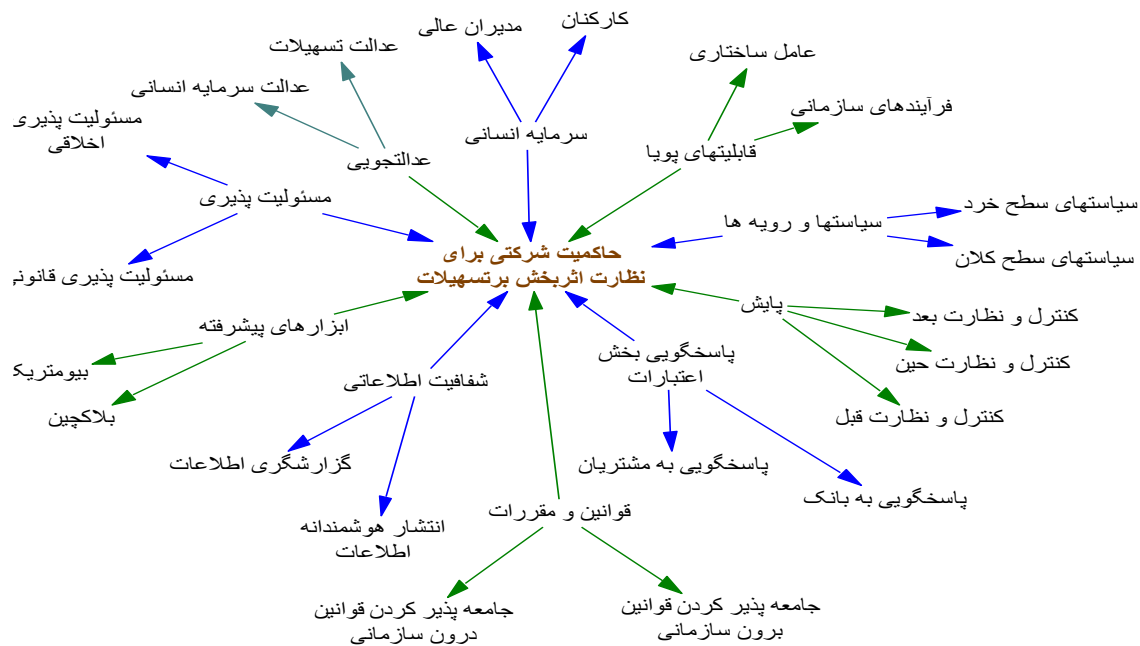 کارکنان
مدیران عالی
عدالت تسهیلات
عامل ساختاری
عدالت سرمایه انسانی
فرآیندهای سازمانی
مسئولیت پذیری
اخلاقی
سرمایه انسانی
قابلیتهای پویا
عدالتجویی
مسئولیت پذیری
سیاستهای سطح خرد
سیاستها و رویه ها
حاکمیت شرکتی برای
نظارت اثربخش برتسهیلات
سیاستهای سطح کلان
مسئولیت پذیری قانونی
پایش
کنترل و نظارت بعد
ابزارهای پیشرفته
پاسخگویی بخش
اعتبارات
کنترل و نظارت حین
بیومتریک
شفافیت اطلاعاتی
بلاکچین
کنترل و نظارت قبل
گزارشگری اطلاعات
پاسخگویی به مشتریان
پاسخگویی به بانک
قوانین و مقررات
انتشار هوشمندانه
اطلاعات
جامعه پذیر کردن قوانین
درون سازمانی
جامعه پذیر کردن قوانین
برون سازمانی